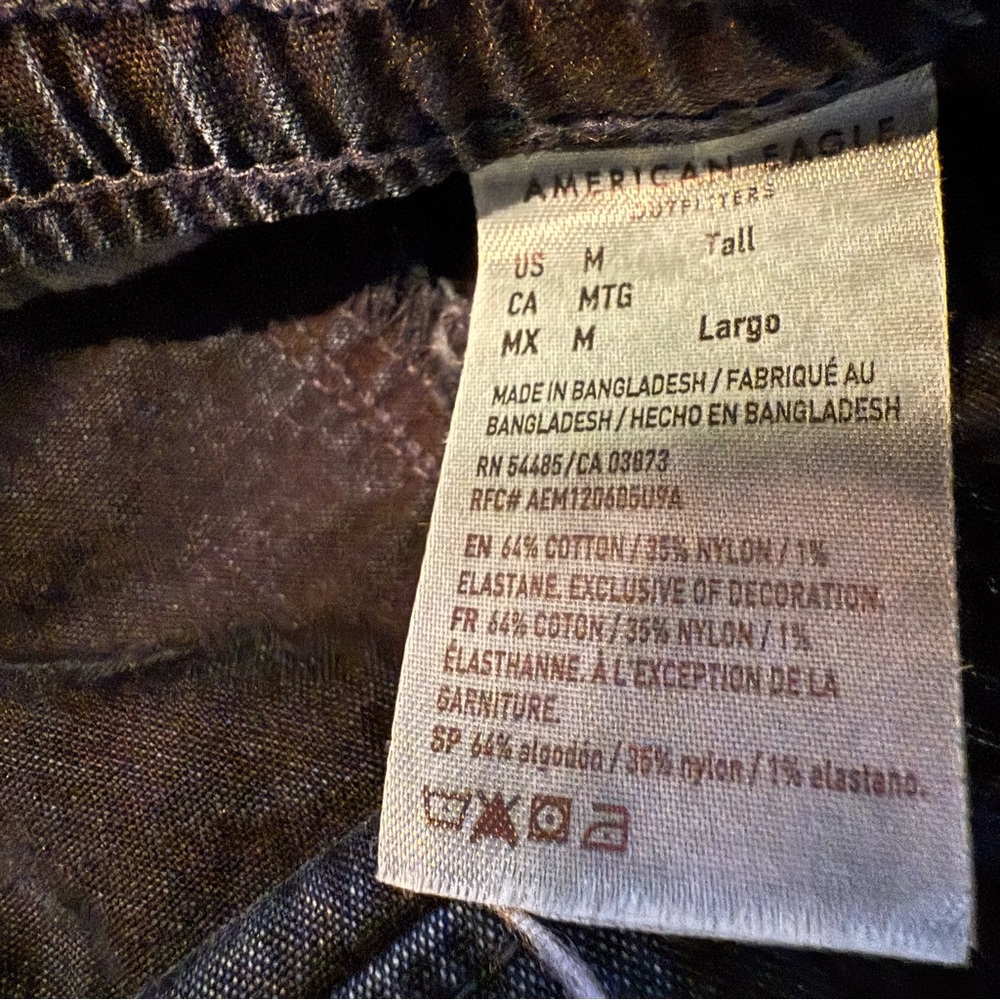 AMERICAN EAGLE
OUTFITTERS
US M Tall
CA MTG
MX M Largo
MADE IN BANGLADESH / FABRIQUÉ AU
BANGLADESH / HECHO EN BANGLADESH
RN 54485/CA 03873
RFC# AEM120605U9A
EN 64% COTTON / 35% NYLON / 1%
ELASTANE. EXCLUSIVE OF DECORATION.
FR 64% COTON / 35% NYLON / 1%
ÉLASTHANNE. À L'EXCEPTION DE LA
GARNITURE.
SP 64% algodón / 35% nylon / 1% elastano.